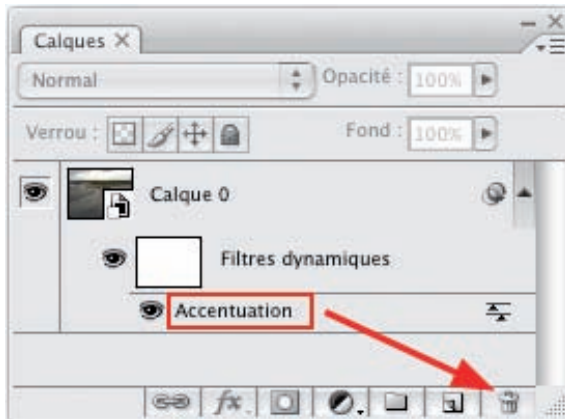 Calques
Normal Opacité : 100%
Verrou : Fond : 100%
Calque 0
Filtres dynamiques
Accentuation
fx